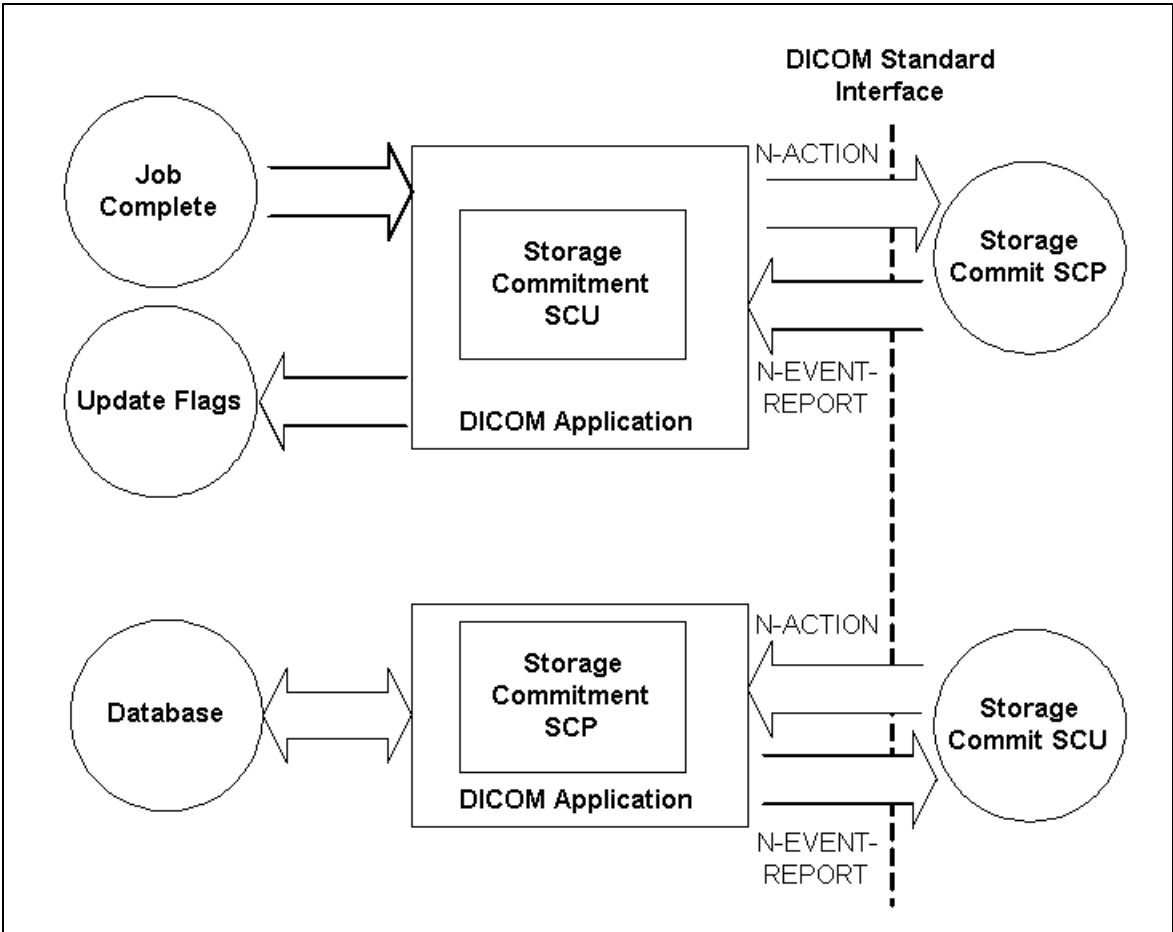 DICOM Standard
Interface
Job
Complete
N-ACTION
Storage
Commitment
SCU
Storage
Commit SCP
N-EVENT-
REPORT
Update Flags
DICOM Application
N-ACTION
Storage
Commitment
SCP
Database
Storage
Commit SCU
DICOM Application
N-EVENT-
REPORT